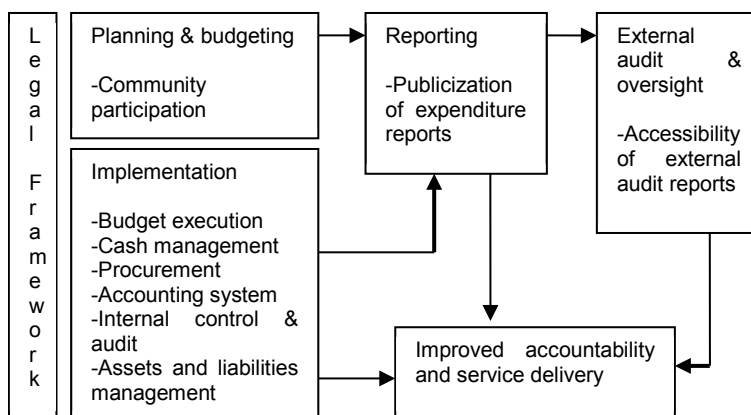 L
e
g
a
l
F
r
a
m
e
w
o
r
k
Planning & budgeting
-Community
participation
Implementation
-Budget execution
-Cash management
-Procurement
-Accounting system
-Internal control &
audit
-Assets and liabilities
management
Reporting
-Publicization
of expenditure
reports
External
audit &
oversight
-Accessibility
of external
audit reports
Improved accountability
and service delivery